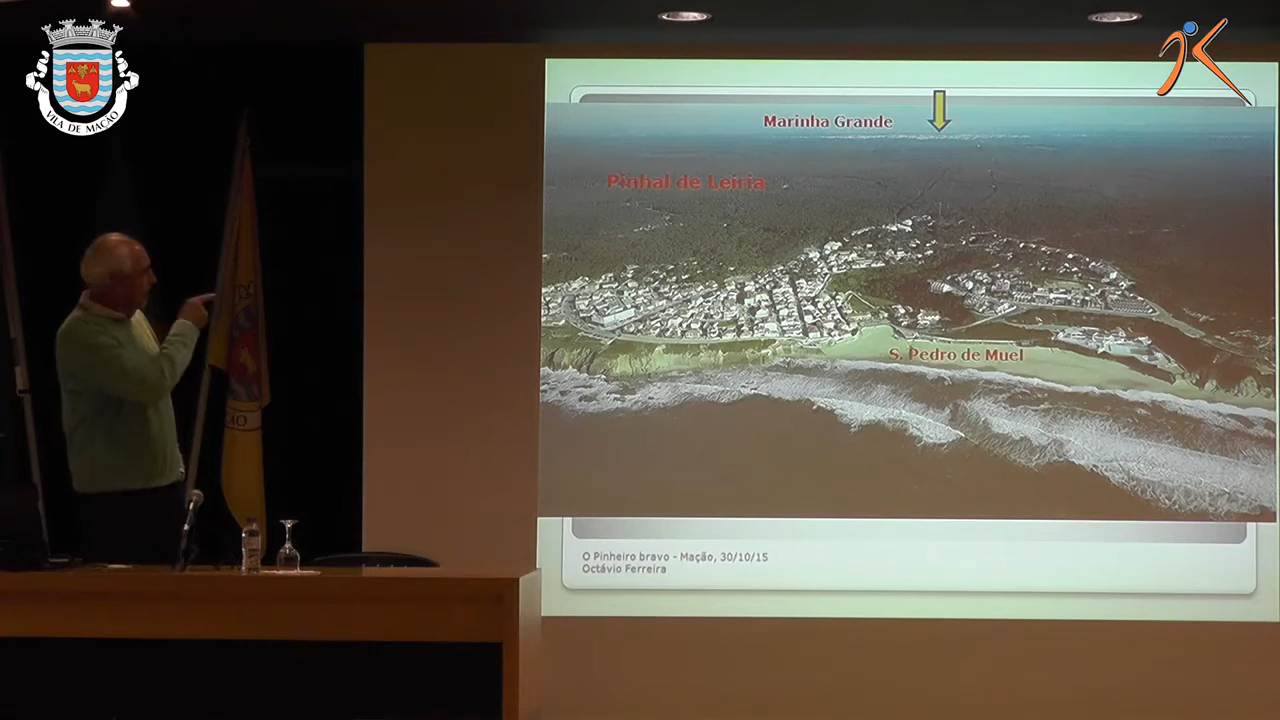 VILA DE MAÇÃO
Marinha Grande
Pinhal de Leiria
S. Pedro de Muel
O Pinheiro bravo - Mação, 30/10/15
Octávio Ferreira